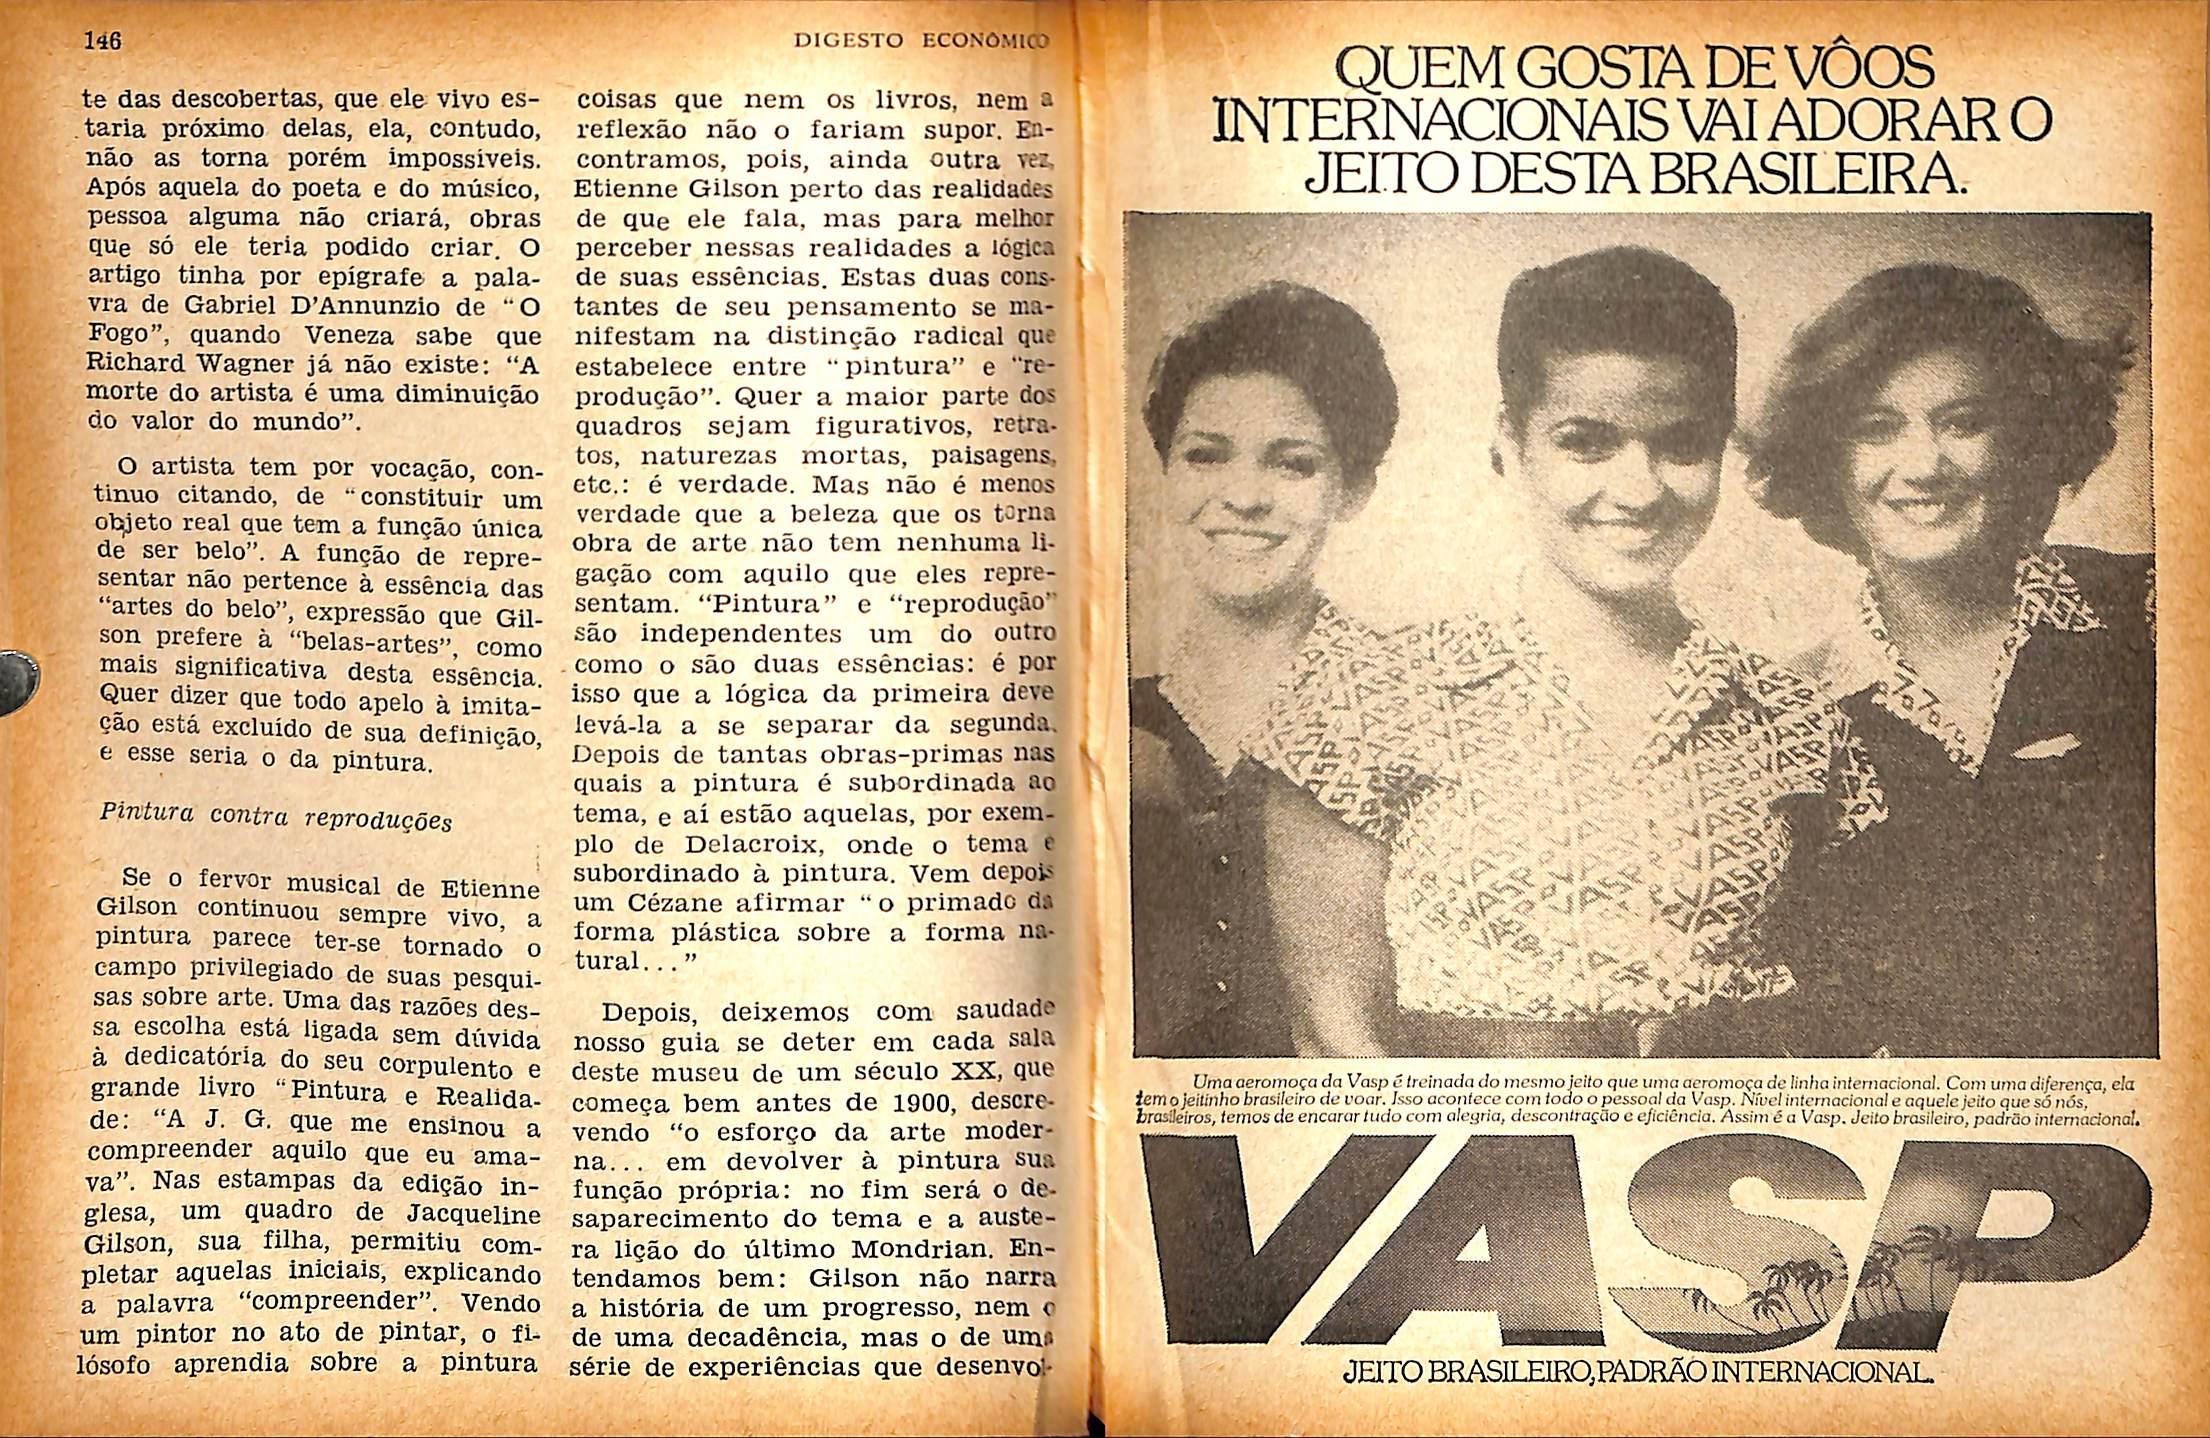 146
DIGESTO ECONÔMICO
te das descobertas, que ele vivo es-
taria próximo delas, ela, contudo,
não as torna porém impossíveis.
Após aquela do poeta e do músico,
pessoa alguma não criará, obras
que só ele teria podido criar. O
artigo tinha por epígrafe a pala-
vra de Gabriel D'Annunzio de “O
Fogo”, quando Veneza sabe que
Richard Wagner já não existe: “A
morte do artista é uma diminuição
do valor do mundo”.
O artista tem por vocação, con-
tinuo citando, de “constituir um
objeto real que tem a função única
de ser belo”. A função de repre-
sentar não pertence à essência das
“artes do belo”, expressão que Gil-
son prefere à “belas-artes”, como
mais significativa desta essência.
Quer dizer que todo apelo à imita-
ção está excluído de sua definição,
e esse seria o da pintura.
Pintura contra reproduções
Se o fervor musical de Etienne
Gilson continuou sempre vivo, a
pintura parece ter-se tornado o
campo privilegiado de suas pesqui-
sas sobre arte. Uma das razões des-
sa escolha está ligada sem dúvida
à dedicatória do seu corpulento e
grande livro “Pintura e Realida-
de: “A J. G. que me ensinou a
compreender aquilo que eu ama-
va”. Nas estampas da edição in-
glesa, um quadro de Jacqueline
Gilson, sua filha, permitiu com-
pletar aquelas iniciais, explicando
a palavra “compreender”. Vendo
um pintor no ato de pintar, o fi-
lósofo aprendia sobre a pintura
coisas que nem os livros, nem a
reflexão não o fariam supor. En-
contramos, pois, ainda outra vez,
Etienne Gilson perto das realidades
de que ele fala, mas para melhor
perceber nessas realidades a lógica
de suas essências. Estas duas cons-
tantes de seu pensamento se ma-
nifestam na distinção radical que
estabelece entre “pintura” e “re-
produção”. Quer a maior parte dos
quadros sejam figurativos, retra-
tos, naturezas mortas, paisagens,
etc.: é verdade. Mas não é menos
verdade que a beleza que os torna
obra de arte não tem nenhuma li-
gação com aquilo que eles repre-
sentam. “Pintura” e “reprodução”
são independentes um do outro
como o são duas essências: é por
isso que a lógica da primeira deve
levá-la a se separar da segunda.
Depois de tantas obras-primas nas
quais a pintura é subordinada ao
tema, e aí estão aquelas, por exem-
plo de Delacroix, onde o tema é
subordinado à pintura. Vem depois
um Cézane afirmar “o primado da
forma plástica sobre a forma na-
tural...”
Depois, deixemos com saudade
nosso guia se deter em cada sala
deste museu de um século XX, que
começa bem antes de 1900, descre-
vendo “o esforço da arte moder-
na... em devolver à pintura sua
função própria: no fim será o de-
saparecimento do tema e a auste-
ra lição do último Mondrian. En-
tendamos bem: Gilson não narra
a história de um progresso, nem o
de uma decadência, mas o de uma
série de experiências que desenvol-
QUEM GOSTA DE VÔOS
INTERNACIONAIS VAI ADORAR O
JEITO DESTA BRASILEIRA.
Uma aeromoça da Vasp é treinada do mesmo jeito que uma aeromoça de linha internacional. Com uma diferença, ela
tem o jeitinho brasileiro de voar. Isso acontece com todo o pessoal da Vasp. Nível internacional e aquele jeito que só nós,
brasileiros, temos de encarar tudo com alegria, descontração e eficiência. Assim é a Vasp. Jeito brasileiro, padrão internacional.
VASP
JEITO BRASILEIRO, PADRÃO INTERNACIONAL.